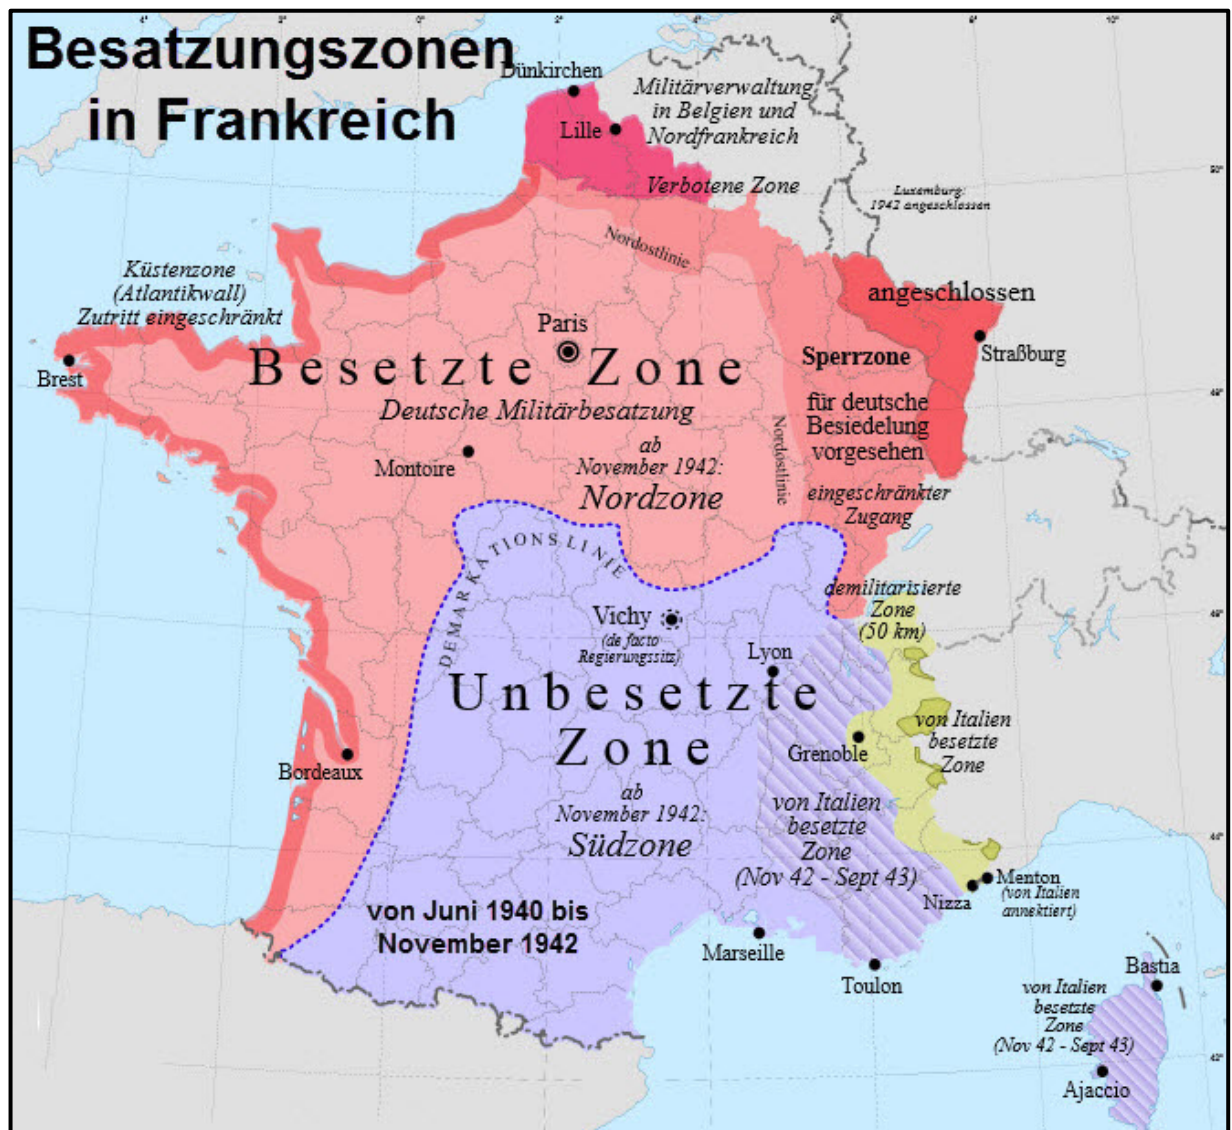 Besatzungszonen
in Frankreich
Dünkirchen
Lille
Militärverwaltung
in Belgien und
Nordfrankreich
Verbotene Zone
Luxemburg:
1942 angeschlossen
Nordostlinie
Küstenzone
(Atlantikwall)
Zutritt eingeschränkt
angeschlossen
Paris
Straßburg
Brest
Besetzte Zone
Sperrzone
Deutsche Militärbesatzung
für deutsche
Besiedelung
vorgesehen
Nordostlinie
Montoire
ab
November 1942:
Nordzone
eingeschränkter
Zugang
DEMARKATIONSLINIE
demilitarisierte
Zone
(50 km)
Vichy
(de facto
Regierungssitz)
Lyon
Unbesetzte
Zone
von Italien
besetzte
Zone
Grenoble
Bordeaux
ab
November 1942:
Südzone
von Italien
besetzte
Zone
(Nov 42 - Sept 43)
Menton
(von Italien
annektiert)
Nizza
von Juni 1940 bis
November 1942
Marseille
Toulon
Bastia
von Italien
besetzte
Zone
(Nov 42 - Sept 43)
Ajaccio